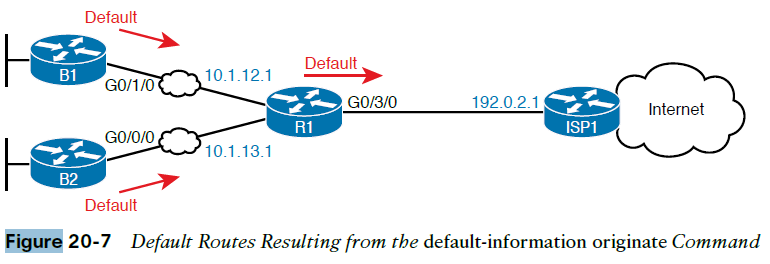 Default
B1
G0/1/0
10.1.12.1
Default
G0/3/0
192.0.2.1
Internet
R1
ISP1
G0/0/0
10.1.13.1
B2
Default
Figure 20-7 Default Routes Resulting from the default-information originate Command